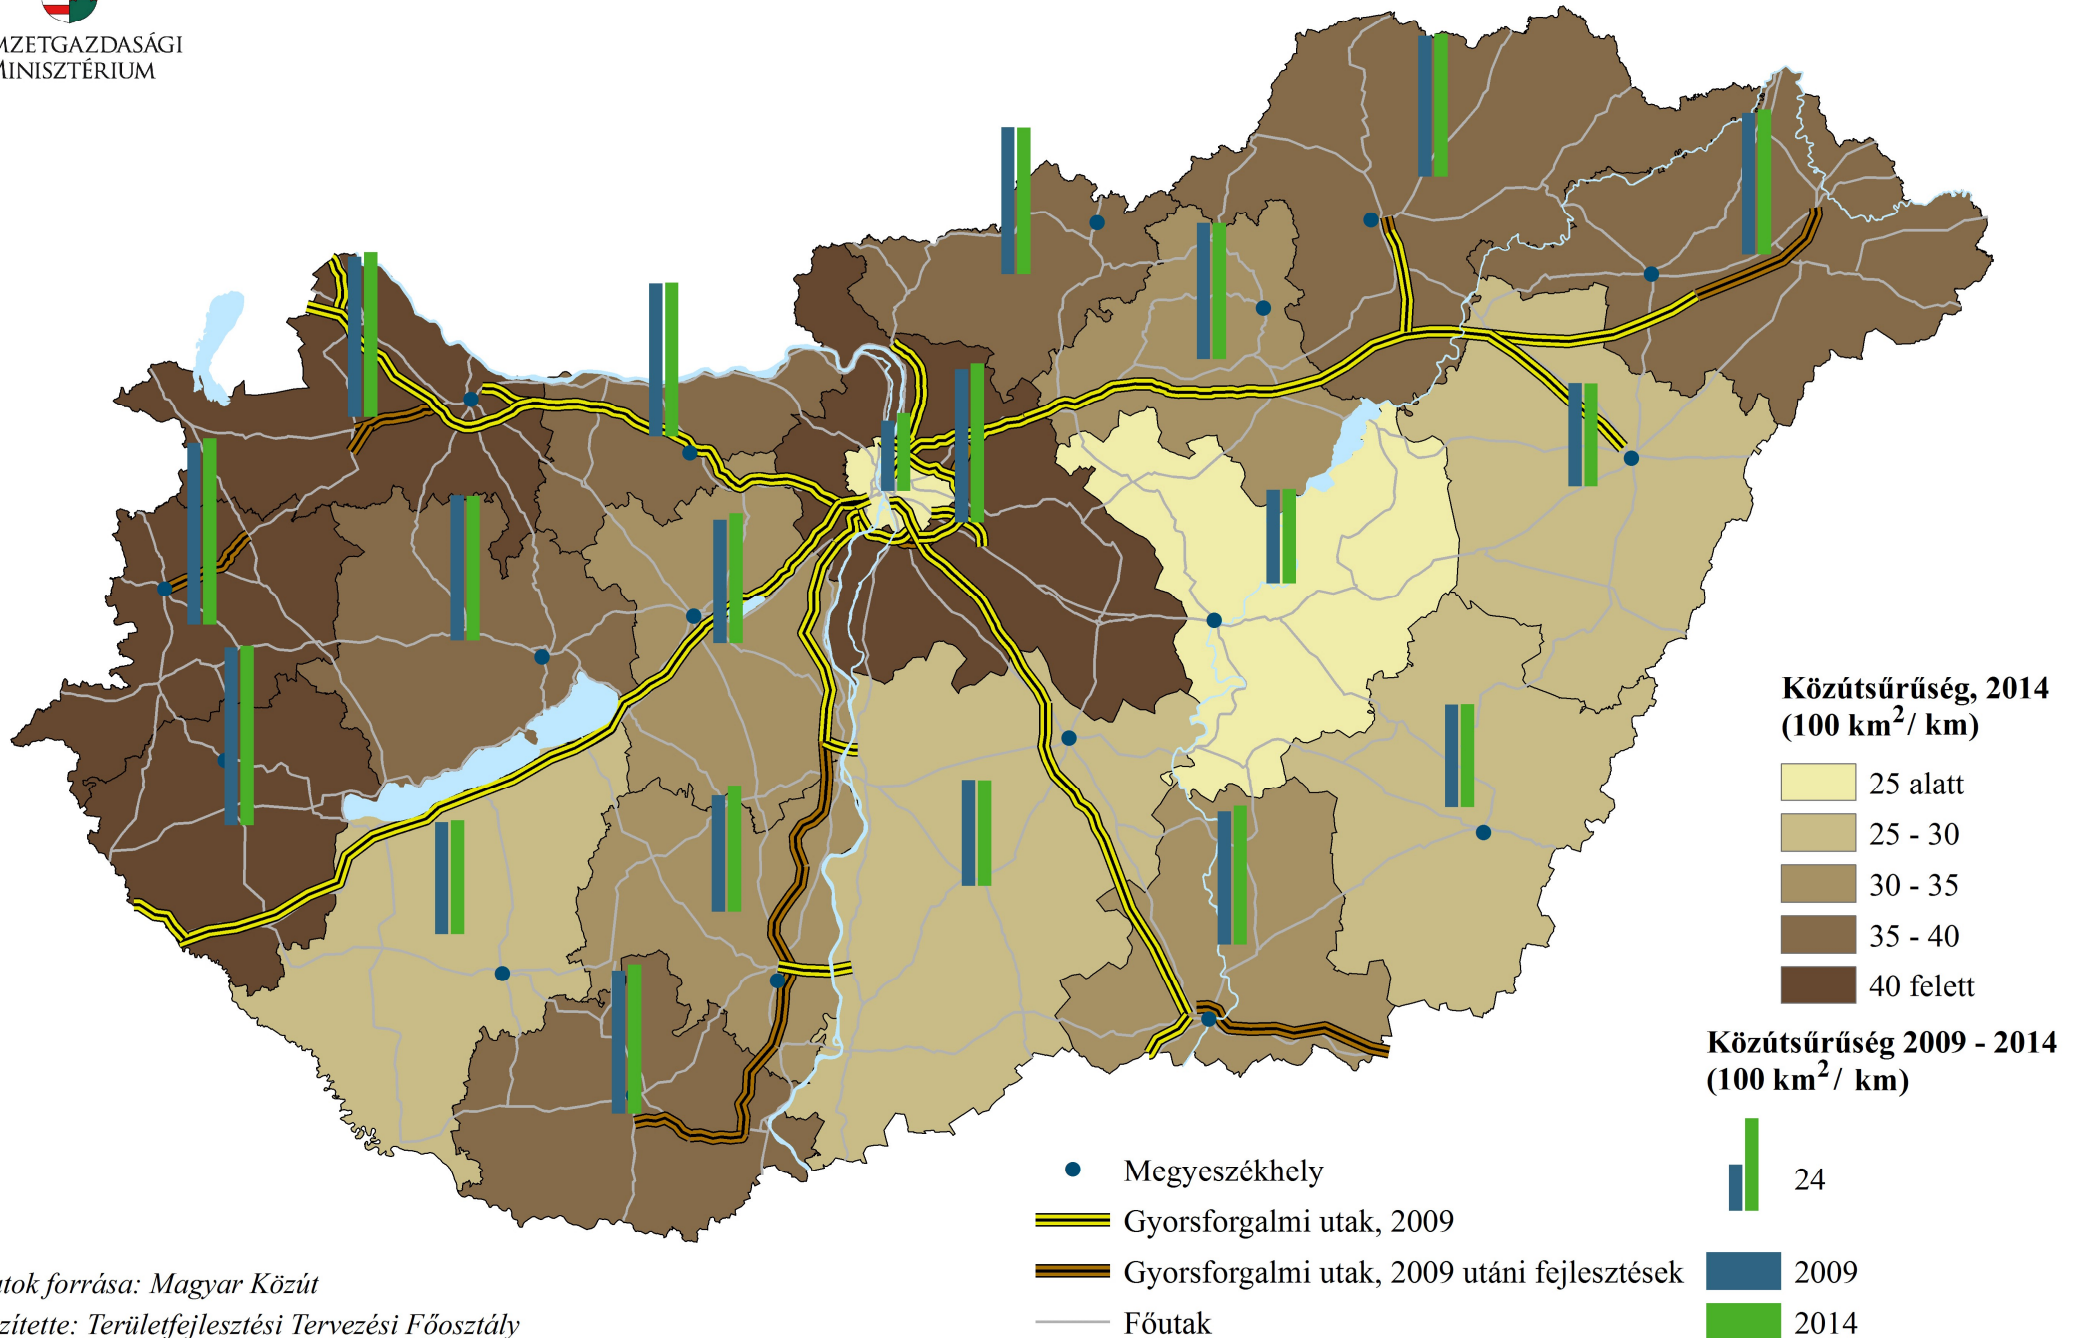 MZETGAZDASÁGI
MINISZTÉRIUM
Közútsűrűség, 2014
(100 km²/ km)
25 alatt
25 - 30
30 - 35
35 - 40
40 felett
Közútsűrűség 2009 - 2014
(100 km²/ km)
24
2009
2014
Megyeszékhely
Gyorsforgalmi utak, 2009
Gyorsforgalmi utak, 2009 utáni fejlesztések
Főutak
atok forrása: Magyar Közút
zítette: Területfejlesztési Tervezési Főosztály